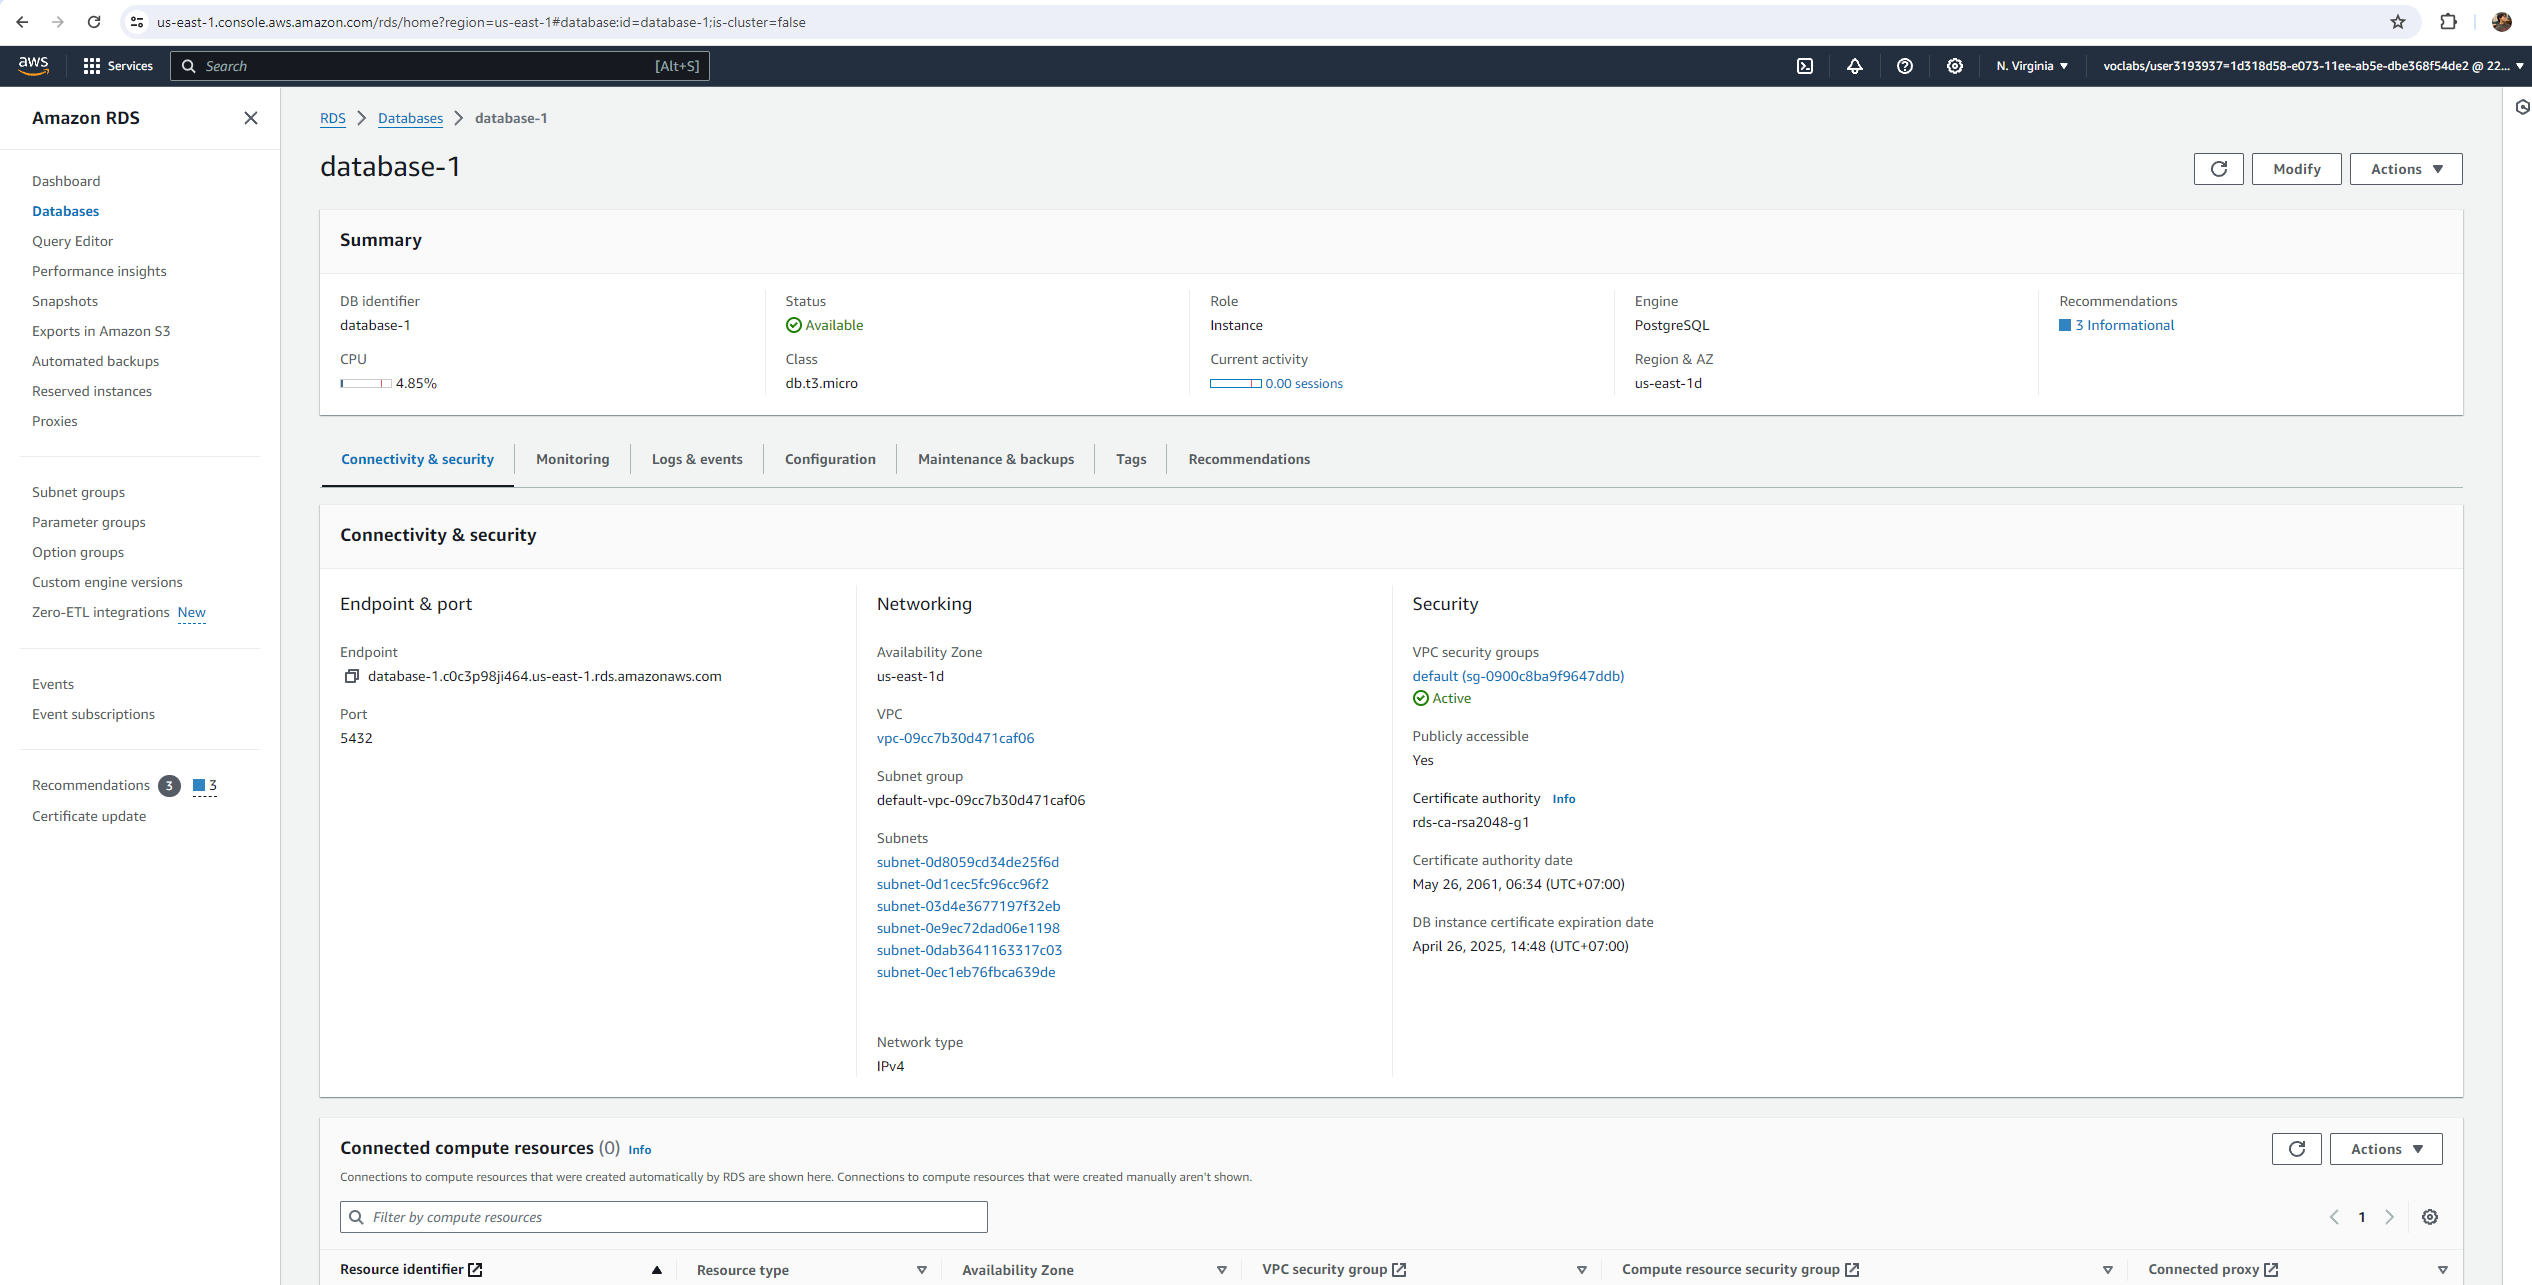 us-east-1.console.aws.amazon.com/rds/home?region=us-east-1#database:id=database-1;is-cluster=false
aws
Services
Search
[Alt+S]
N. Virginia
voclabs/user3193937=1d318d58-e073-11ee-ab5e-dbe368f54de2 @ 22...
Amazon RDS
Dashboard
Databases
Query Editor
Performance insights
Snapshots
Exports in Amazon S3
Automated backups
Reserved instances
Proxies
Subnet groups
Parameter groups
Option groups
Custom engine versions
Zero-ETL integrations New
Events
Event subscriptions
Recommendations 3 3
Certificate update
RDS > Databases > database-1
database-1
Modify
Actions
Summary
DB identifier
database-1
CPU
4.85%
Status
Available
Class
db.t3.micro
Role
Instance
Current activity
0.00 sessions
Engine
PostgreSQL
Region & AZ
us-east-1d
Recommendations
3 Informational
Connectivity & security
Monitoring
Logs & events
Configuration
Maintenance & backups
Tags
Recommendations
Connectivity & security
Endpoint & port
Endpoint
database-1.c0c3p98ji464.us-east-1.rds.amazonaws.com
Port
5432
Networking
Availability Zone
us-east-1d
VPC
vpc-09cc7b30d471caf06
Subnet group
default-vpc-09cc7b30d471caf06
Subnets
subnet-0d8059cd34de25f6d
subnet-0d1cec5fc96cc96f2
subnet-03d4e3677197f32eb
subnet-0e9ec72dad06e1198
subnet-0dab3641163317c03
subnet-0ec1eb76fbca639de
Network type
IPv4
Security
VPC security groups
default (sg-0900c8ba9f9647ddb)
Active
Publicly accessible
Yes
Certificate authority Info
rds-ca-rsa2048-g1
Certificate authority date
May 26, 2061, 06:34 (UTC+07:00)
DB instance certificate expiration date
April 26, 2025, 14:48 (UTC+07:00)
Connected compute resources (0) Info
Actions
Connections to compute resources that were created automatically by RDS are shown here. Connections to compute resources that were created manually aren't shown.
Filter by compute resources
1
Resource identifier
Resource type
Availability Zone
VPC security group
Compute resource security group
Connected proxy